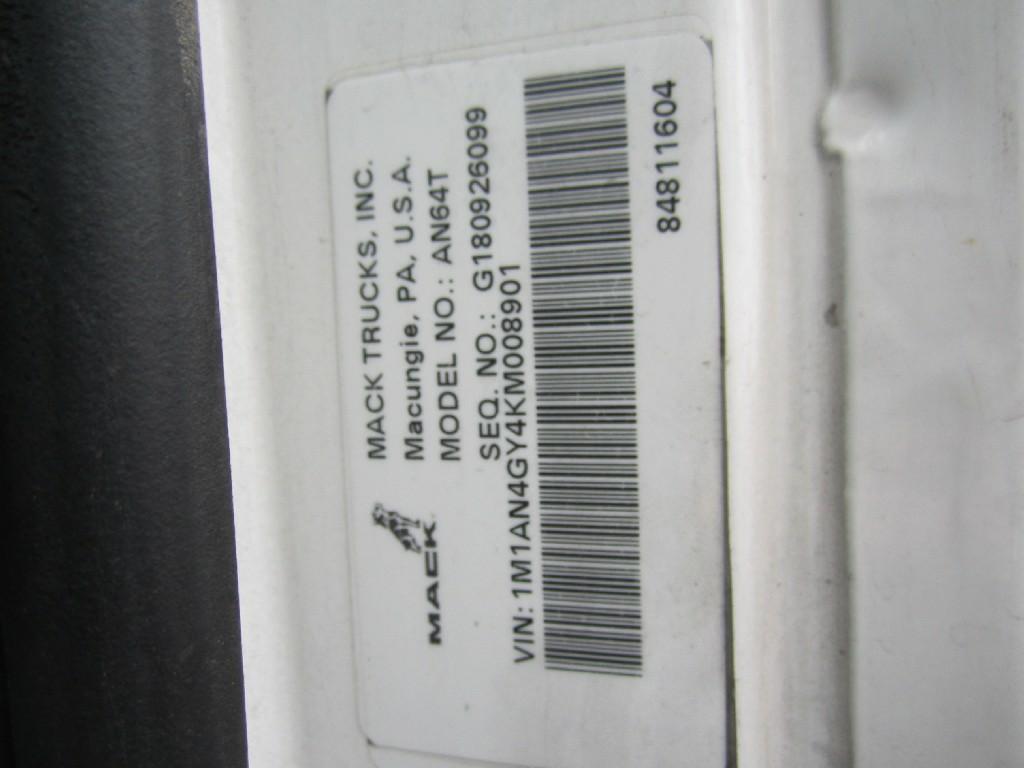 MACK
MACK TRUCKS, INC.
Macungie, PA, U.S.A.
MODEL NO.: AN64T
SEQ. NO.: G180926099
VIN: 1M1AN4GY4KM008901
84811604